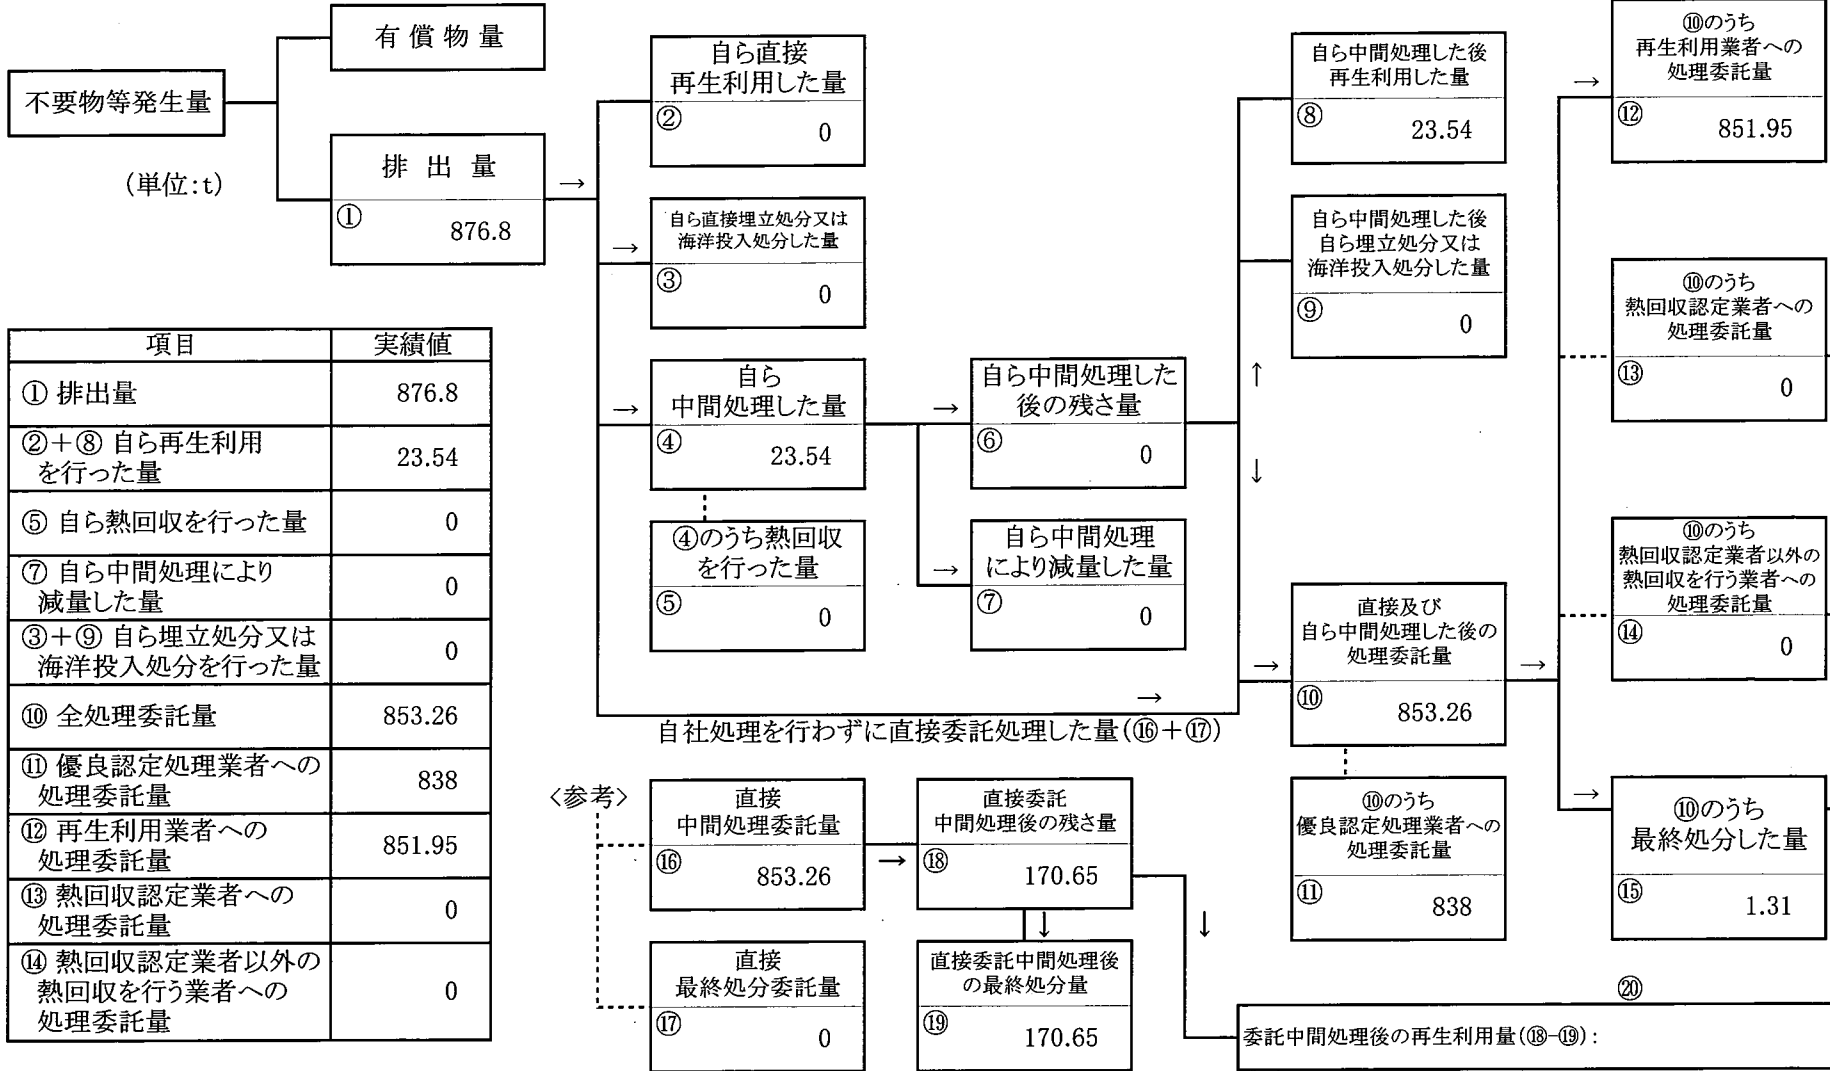 有償物量
不要物等発生量
(単位:t)
排出量
①
876.8
→
自ら直接
再生利用した量
②
0
→
自ら直接埋立処分又は
海洋投入処分した量
③
0
→
自ら
中間処理した量
④
23.54
④のうち熱回収
を行った量
⑤
0
→
自ら中間処理した
後の残さ量
⑥
0
→
自ら中間処理
により減量した量
⑦
0
↑
↓
自ら中間処理した後
再生利用した量
⑧
23.54
自ら中間処理した後
自ら埋立処分又は
海洋投入処分した量
⑨
0
→
自社処理を行わずに直接委託処理した量(⑯+⑰)
→
直接及び
自ら中間処理した後の
処理委託量
⑩
853.26
⑩のうち
優良認定処理業者への
処理委託量
⑪
838
→
→
⑩のうち
再生利用業者への
処理委託量
⑫
851.95
⑩のうち
熱回収認定業者への
処理委託量
⑬
0
⑩のうち
熱回収認定業者以外の
熱回収を行う業者への
処理委託量
⑭
0
→
⑩のうち
最終処分した量
⑮
1.31
項目 実績値
① 排出量 876.8
②+⑧ 自ら再生利用
を行った量 23.54
⑤ 自ら熱回収を行った量 0
⑦ 自ら中間処理により
減量した量 0
③+⑨ 自ら埋立処分又は
海洋投入処分を行った量 0
⑩ 全処理委託量 853.26
⑪ 優良認定処理業者への
処理委託量 838
⑫ 再生利用業者への
処理委託量 851.95
⑬ 熱回収認定業者への
処理委託量 0
⑭ 熱回収認定業者以外の
熱回収を行う業者への
処理委託量 0
〈参考〉
直接
中間処理委託量
⑯
853.26
→
直接委託
中間処理後の残さ量
⑱
170.65
↓
直接
最終処分委託量
⑰
0
直接委託中間処理後
の最終処分量
⑲
170.65
↓
⑳
委託中間処理後の再生利用量(⑱-⑲):